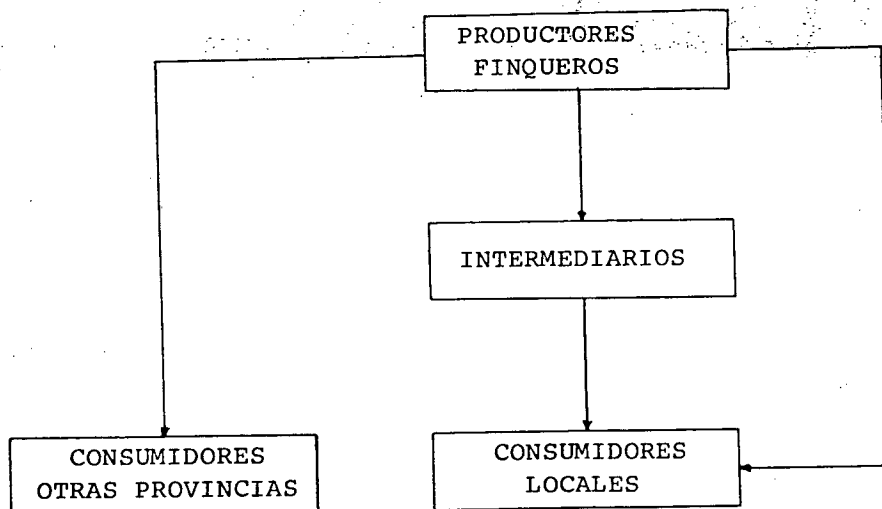 PRODUCTORES
FINQUEROS
INTERMEDIARIOS
CONSUMIDORES
OTRAS PROVINCIAS
CONSUMIDORES
LOCALES